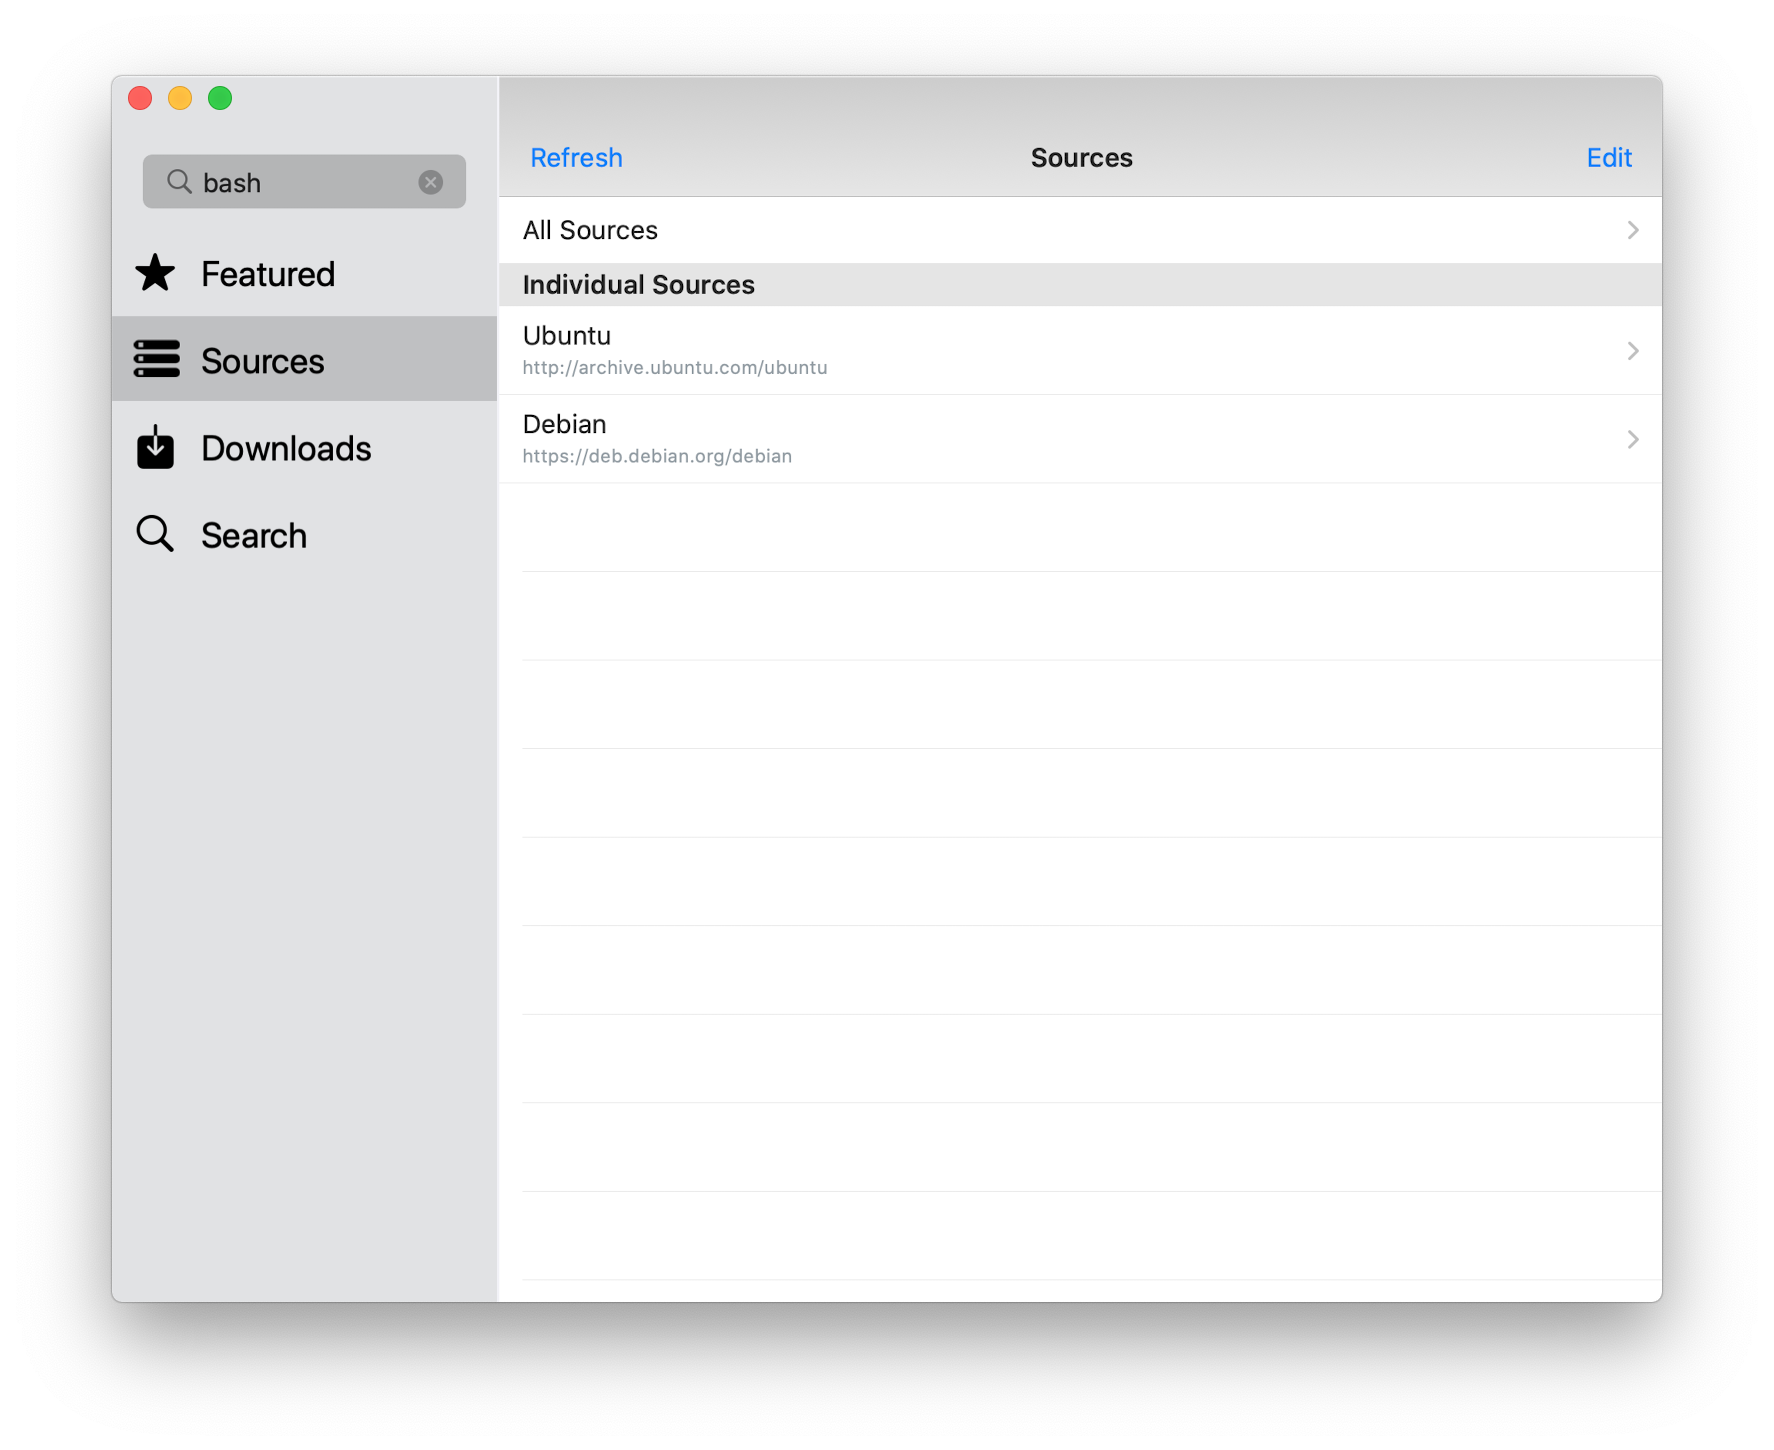 bash
Featured
Sources
Downloads
Search
Refresh
Sources
Edit
All Sources
Individual Sources
Ubuntu
http://archive.ubuntu.com/ubuntu
Debian
https://deb.debian.org/debian